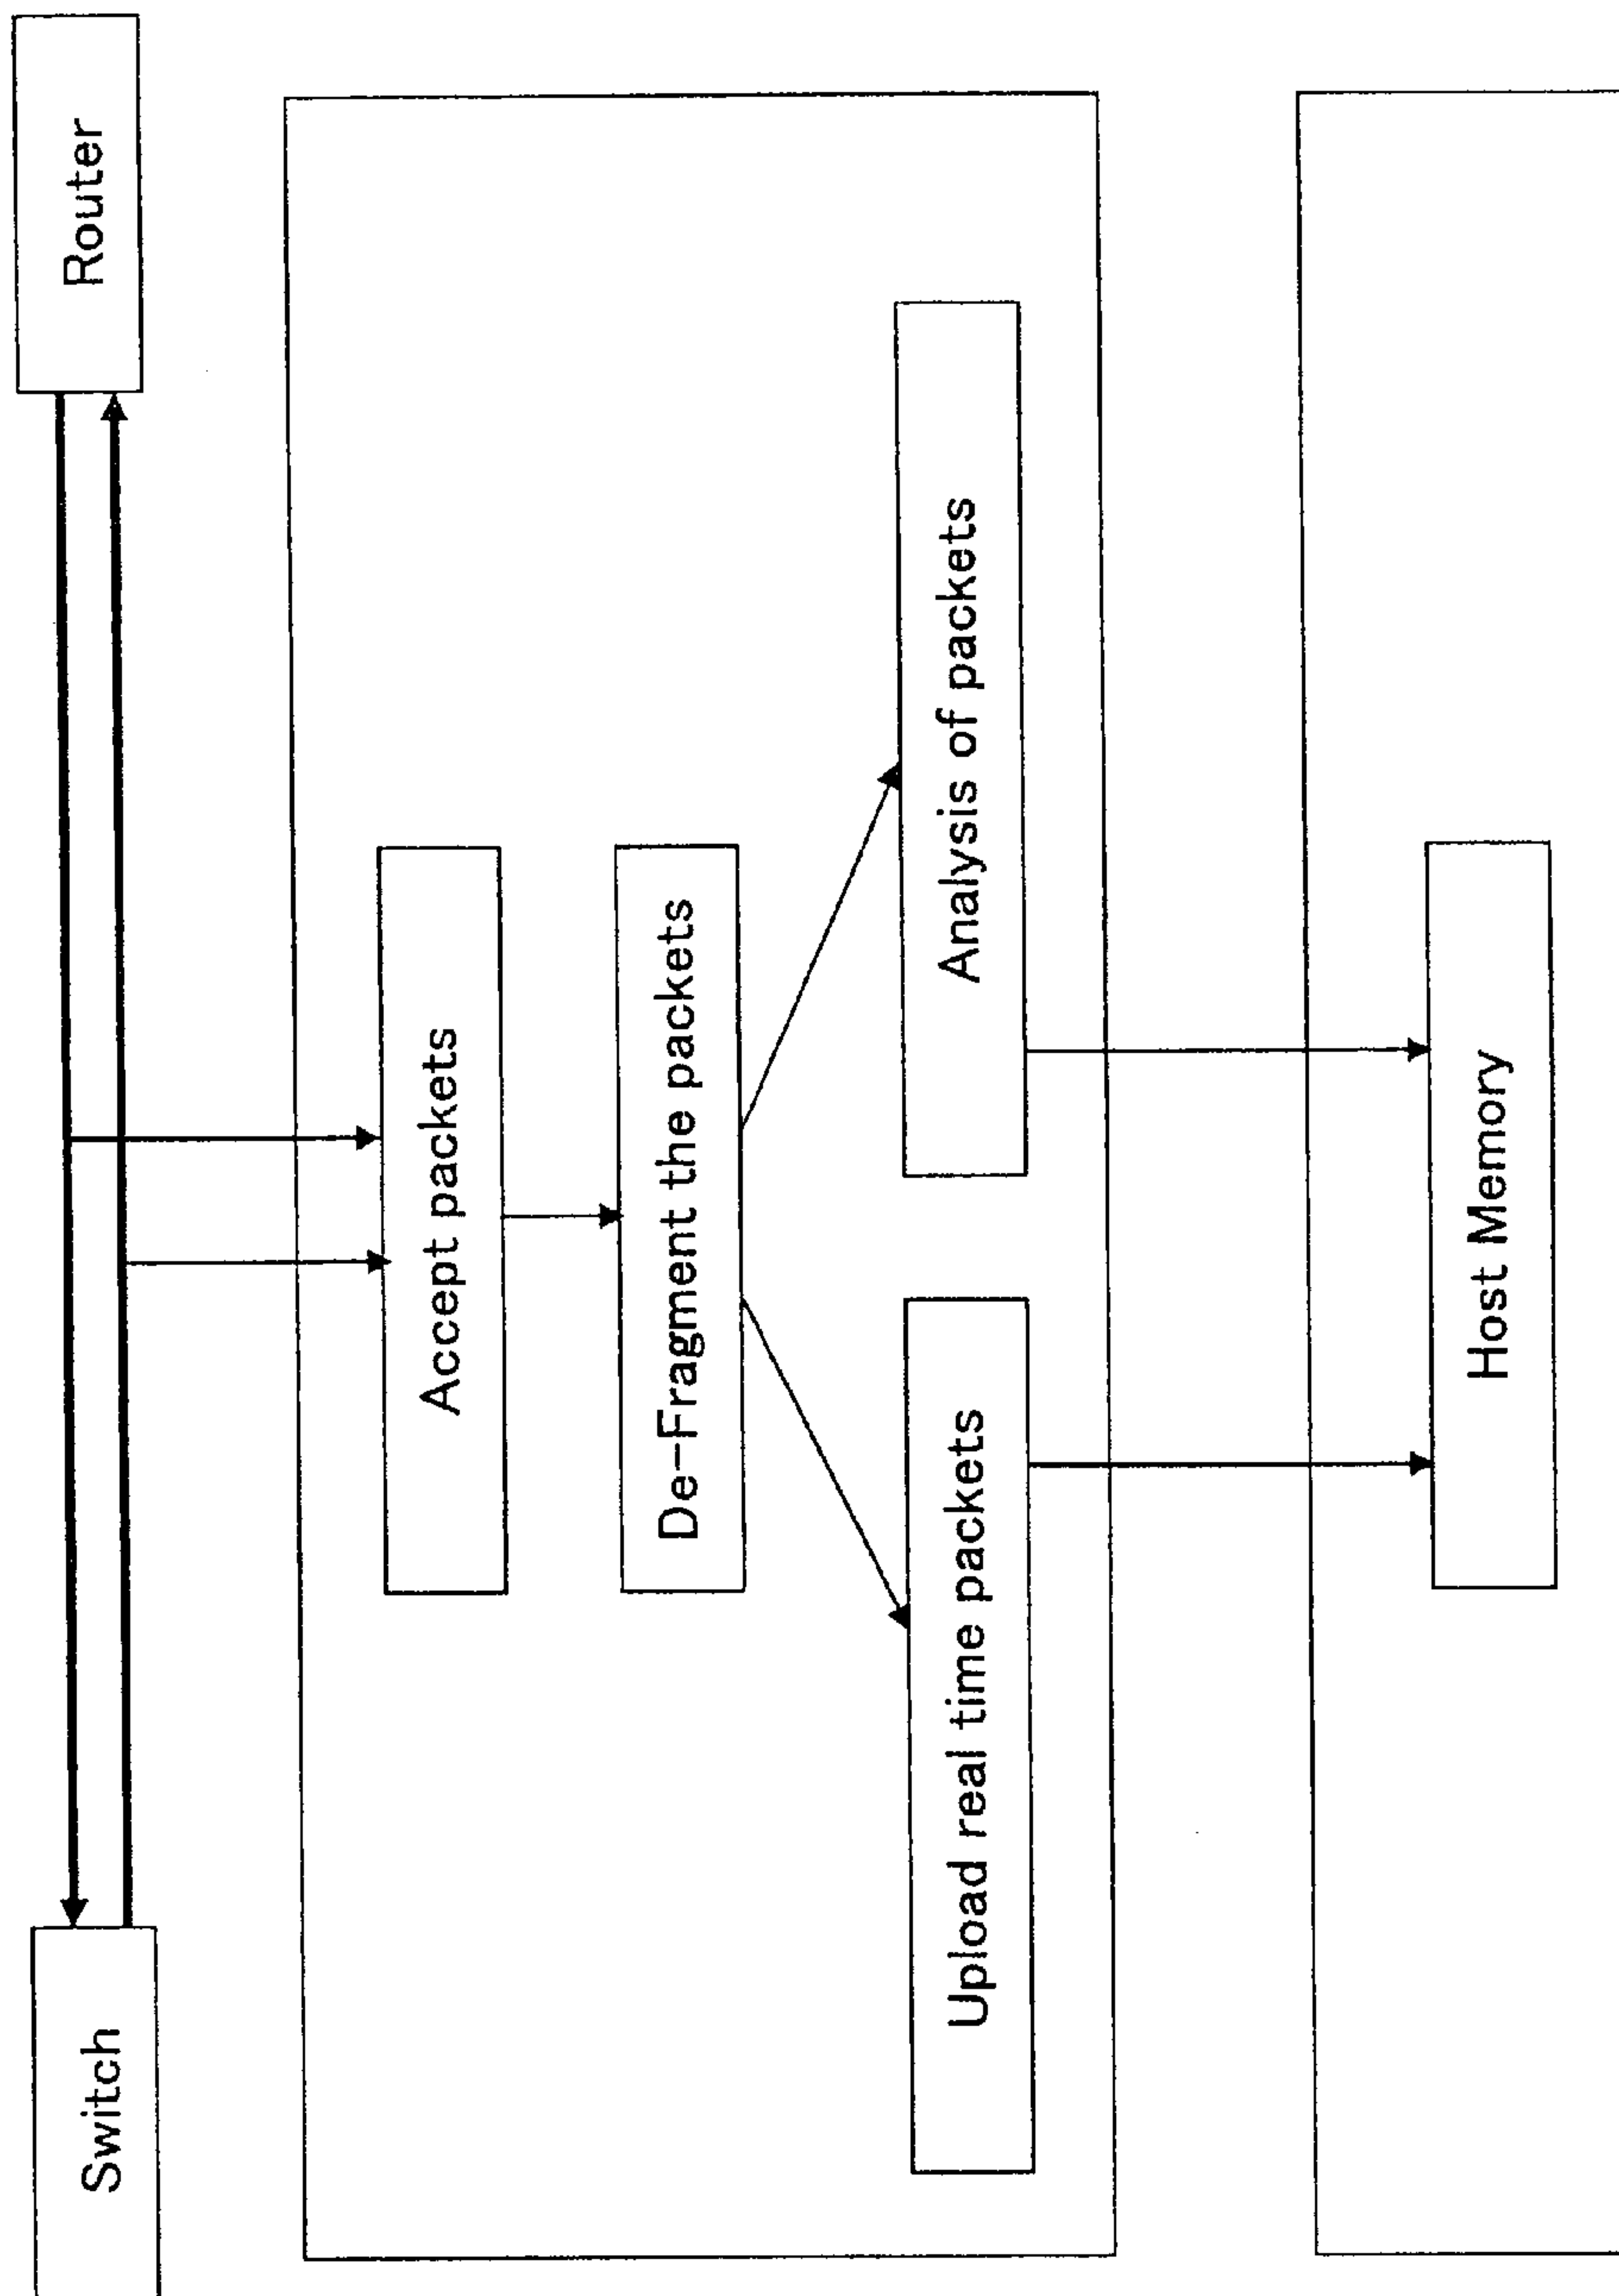 Switch
Router
Accept packets
De-Fragment the packets
Upload real time packets
Analysis of packets
Host Memory